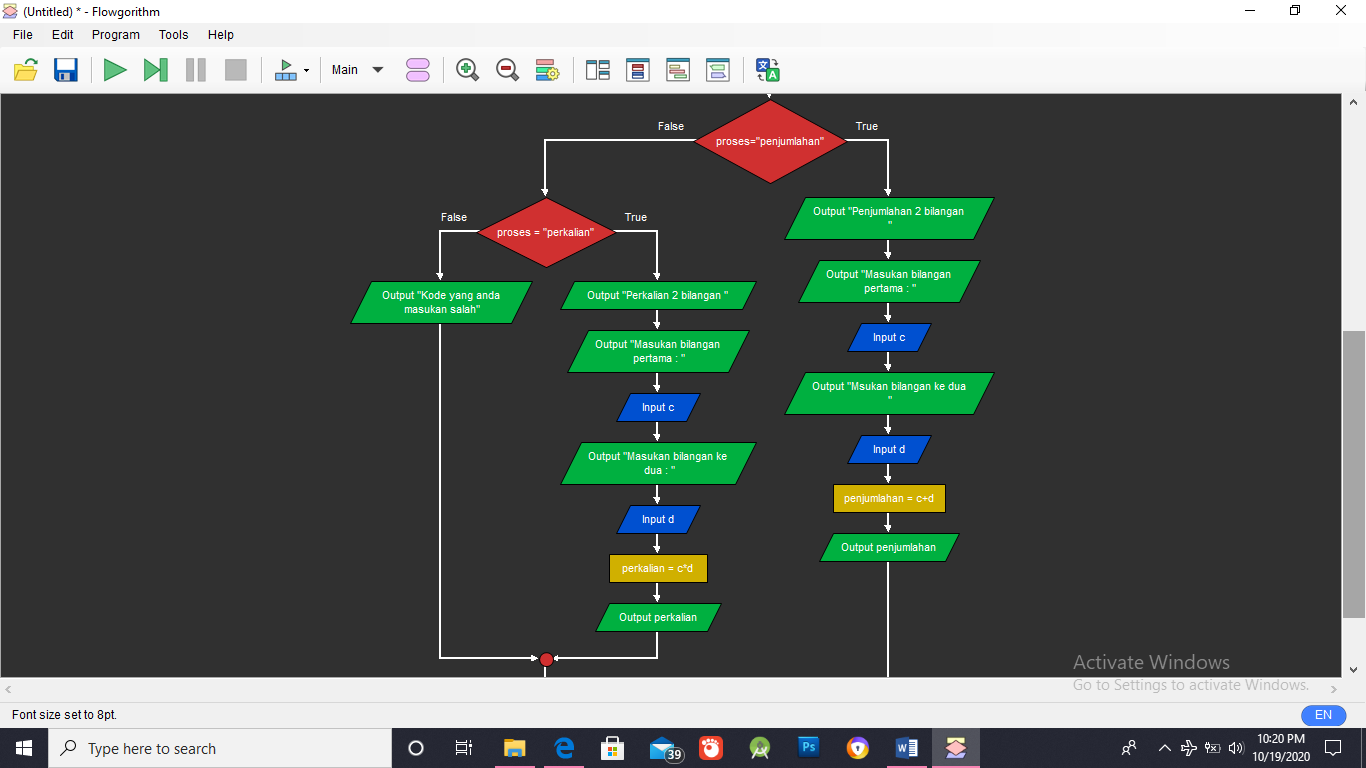 (Untitled) * - Flowgorithm
File Edit Program Tools Help
Main
False
True
proses="penjumlahan"
False
True
proses = "perkalian"
Output "Kode yang anda
masukan salah"
Output "Perkalian 2 bilangan "
Output "Masukan bilangan
pertama : "
Input c
Output "Masukan bilangan ke
dua : "
Input d
perkalian = c*d
Output perkalian
Output "Penjumlahan 2 bilangan
"
Output "Masukan bilangan
pertama : "
Input c
Output "Msukan bilangan ke dua
"
Input d
penjumlahan = c+d
Output penjumlahan
Activate Windows
Go to Settings to activate Windows.
Font size set to 8pt.
EN
Type here to search
39
Ps
W
10:20 PM
10/19/2020